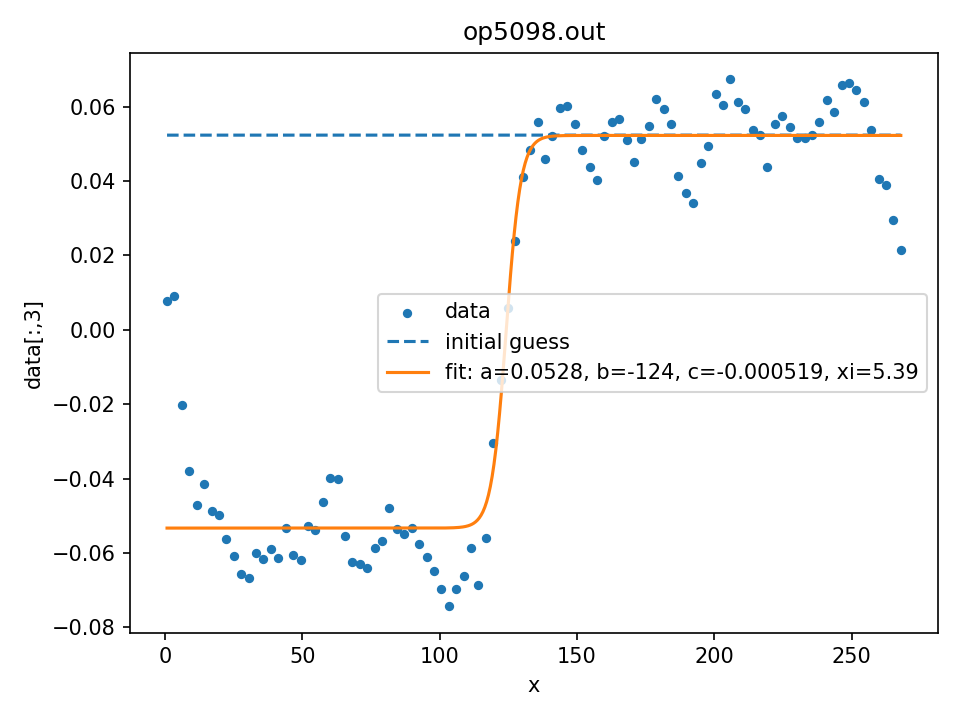 op5098.out
0.06
0.04
0.02
0.00
−0.02
−0.04
−0.06
−0.08
data[:,3]
data
initial guess
fit: a=0.0528, b=-124, c=-0.000519, xi=5.39
0 50 100 150 200 250
x